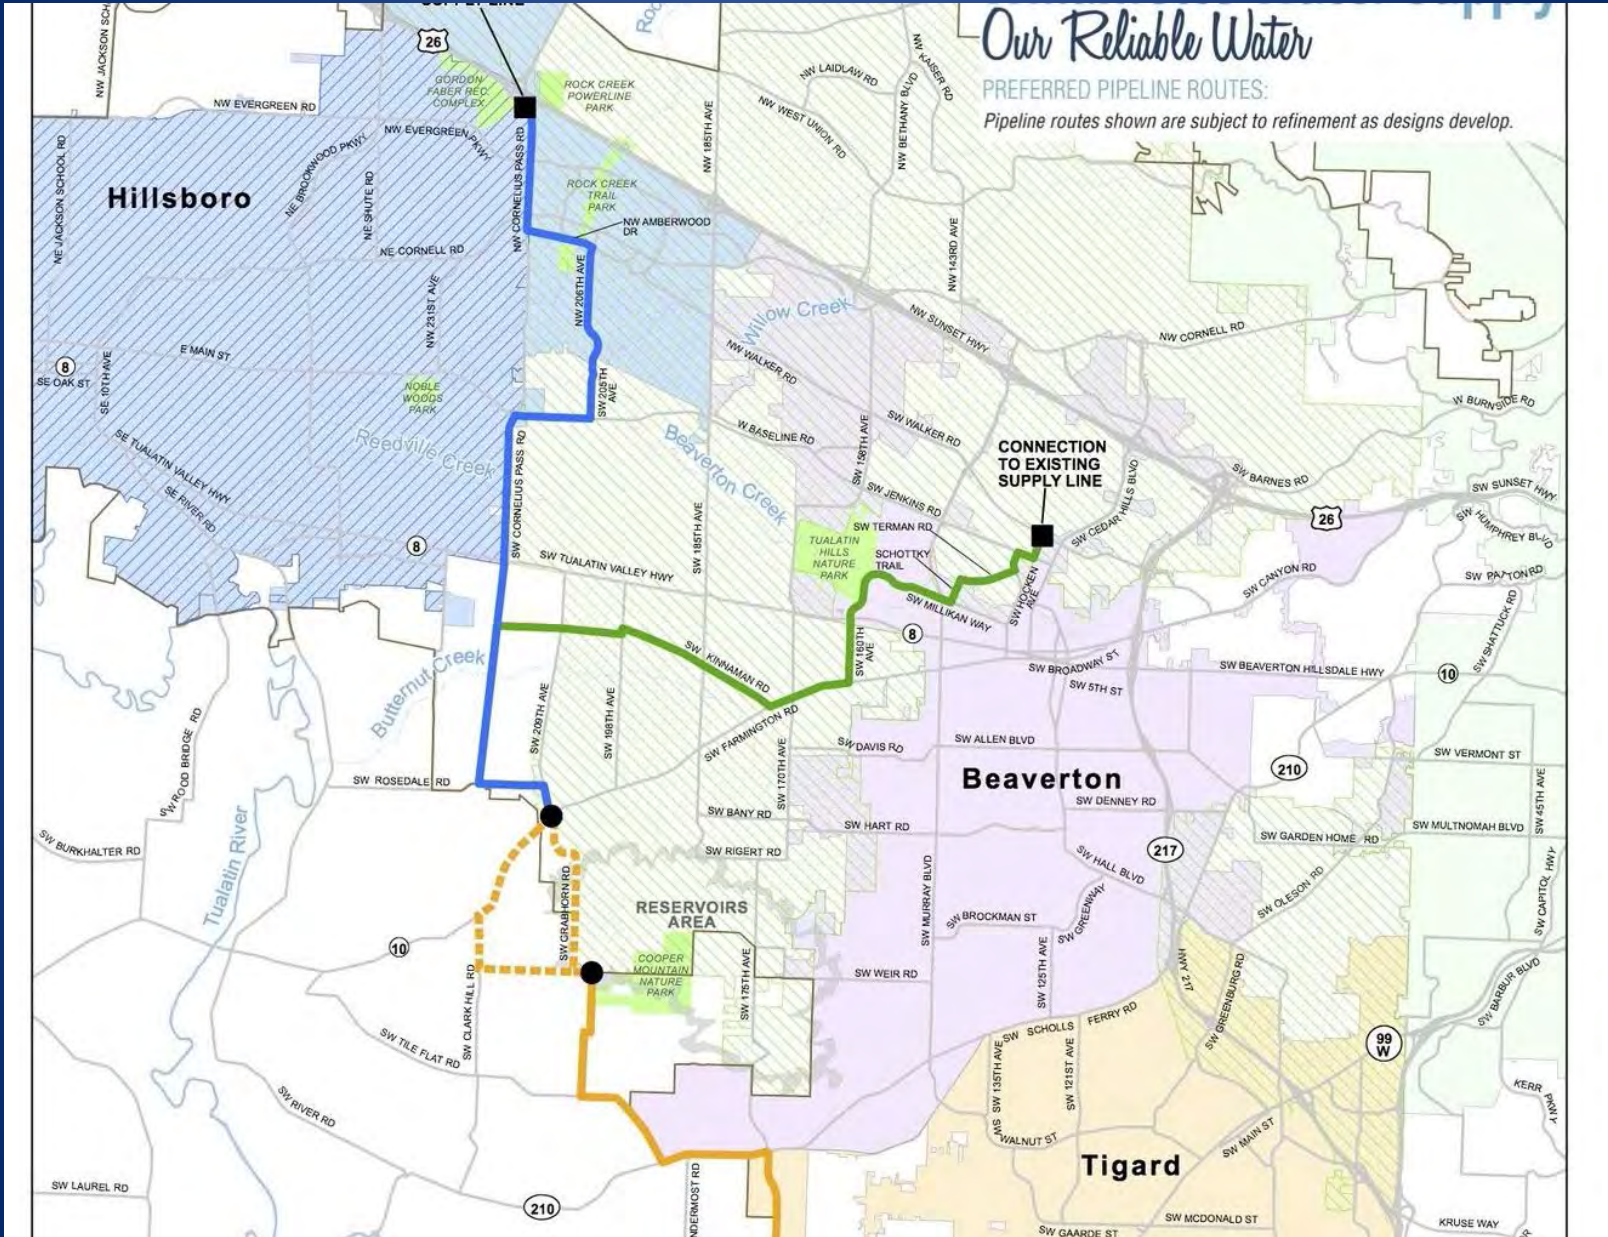 Our Reliable Water
PREFERRED PIPELINE ROUTES:
Pipeline routes shown are subject to refinement as designs develop.
SUPPLY LINE
NW JACKSON SCH
26
GORDON
FABER REC.
COMPLEX
ROCK CREEK
POWERLINE
PARK
NW EVERGREEN RD
NW EVERGREEN PKWY
NE BROOKWOOD PKWY
NE SHUTE RD
NE JACKSON SCHOOL RD
Hillsboro
NW CORNELIUS PASS RD
ROCK CREEK
TRAIL
PARK
NW AMBERWOOD
DR
NW 185TH AVE
NW LAIDLAW RD
NW WEST UNION RD
NW BETHANY BLVD
NW KAISER RD
NE CORNELL RD
NW 231ST AVE
NW 206TH AVE
NW 143RD AVE
Willow Creek
NW SUNSET HWY
NW CORNELL RD
NW WALKER RD
E MAIN ST
8
SE OAK ST
SE 10TH AVE
NOBLE
WOODS
PARK
SW 205TH
AVE
W BURNSIDE RD
Reedville Creek
SW CORNELIUS PASS RD
Beaverton Creek
W BASELINE RD
SW 158TH AVE
SW WALKER RD
CONNECTION
TO EXISTING
SUPPLY LINE
SE TUALATIN VALLEY HWY
SE RIVER RD
SW JENKINS RD
SW TERMAN RD
SW CEDAR HILLS BLVD
SW BARNES RD
26
SW SUNSET HWY
SW HUMPHREY BLVD
8
SW TUALATIN VALLEY HWY
SW 185TH AVE
TUALATIN
HILLS
NATURE
PARK
SCHOTTKY
TRAIL
SW MILLIKAN WAY
SW HOCKEN
AVE
SW CANYON RD
SW PATTON RD
SW SHATTUCK RD
8
SW KINNAMAN RD
SW 160TH
AVE
SW BROADWAY ST
SW 5TH ST
SW BEAVERTON HILLSDALE HWY
10
Butternut Creek
SW 209TH AVE
SW 198TH AVE
SW FARMINGTON RD
SW 170TH AVE
SW DAVIS RD
SW ALLEN BLVD
SW VERMONT ST
SW ROOD BRIDGE RD
SW ROSEDALE RD
Beaverton
210
SW DENNEY RD
SW 45TH AVE
SW BANY RD
SW HART RD
SW GARDEN HOME RD
SW MULTNOMAH BLVD
SW BURKHALTER RD
Tualatin River
SW RIGERT RD
217
SW HALL BLVD
SW OLESON RD
SW CAPITOL HWY
SW GRABHORN RD
RESERVOIRS
AREA
SW MURRAY BLVD
SW BROCKMAN ST
SW GREENWAY
10
COOPER
MOUNTAIN
NATURE
PARK
SW 175TH AVE
SW WEIR RD
SW 125TH AVE
HWY 217
SW GREENBURG RD
SW BARBUR BLVD
SW CLARK HILL RD
SW TILE FLAT RD
SW SCHOLLS FERRY RD
99
W
SW RIVER RD
SW 135TH AVE
SW 121ST AVE
KERR PKWY
SW WALNUT ST
SW MAIN ST
Tigard
SW LAUREL RD
210
NDERMOST RD
SW MCDONALD ST
SW GAARDE ST
KRUSE WAY